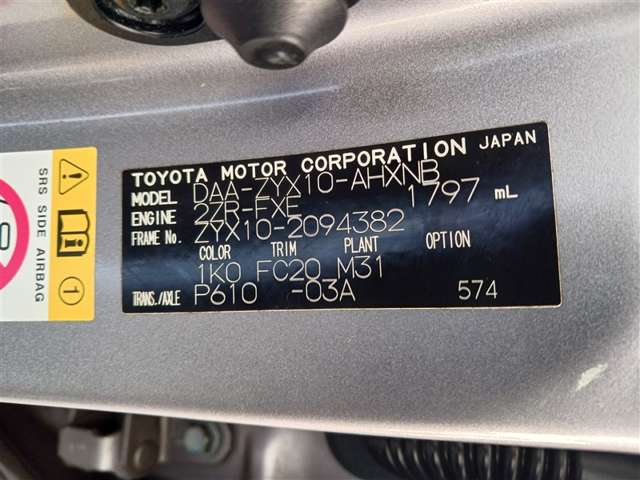 TOYOTA MOTOR CORPORATION JAPAN
MODEL DAA-ZYX10-AHXNB
ENGINE 2ZR-FXE 1797 mL
FRAME No. ZYX10-2094382
COLOR TRIM PLANT OPTION
1K0 FC20 M31
TRANS./AXLE P610 -03A 574
SRS SIDE AIRBAG
1